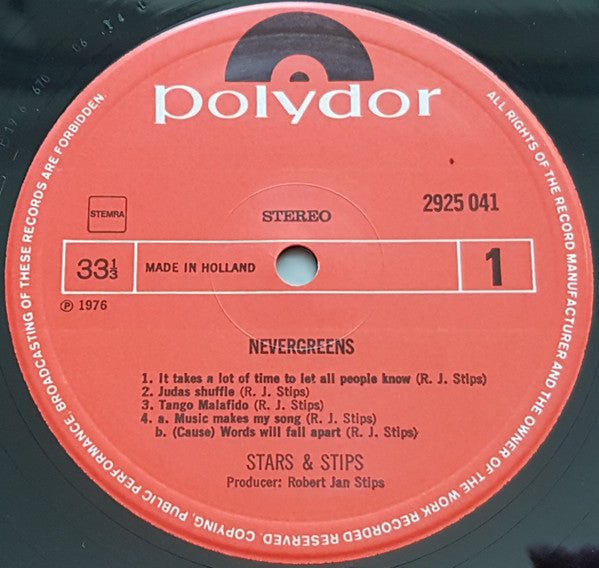 polydor
STEMRA
STEREO
2925 041
33⅓
MADE IN HOLLAND
1
℗ 1976
NEVERGREENS
1. It takes a lot of time to let all people know (R. J. Stips)
2. Judas shuffle (R. J. Stips)
3. Tango Malafido (R. J. Stips)
4. a. Music makes my song (R. J. Stips)
b. (Cause) Words will fall apart (R. J. Stips)
STARS & STIPS
Producer: Robert Jan Stips
ALL RIGHTS OF THE RECORD MANUFACTURER AND THE OWNER OF THE WORK RECORDED RESERVED. COPYING, PUBLIC PERFORMANCE, BROADCASTING OF THESE RECORDS ARE FORBIDDEN.